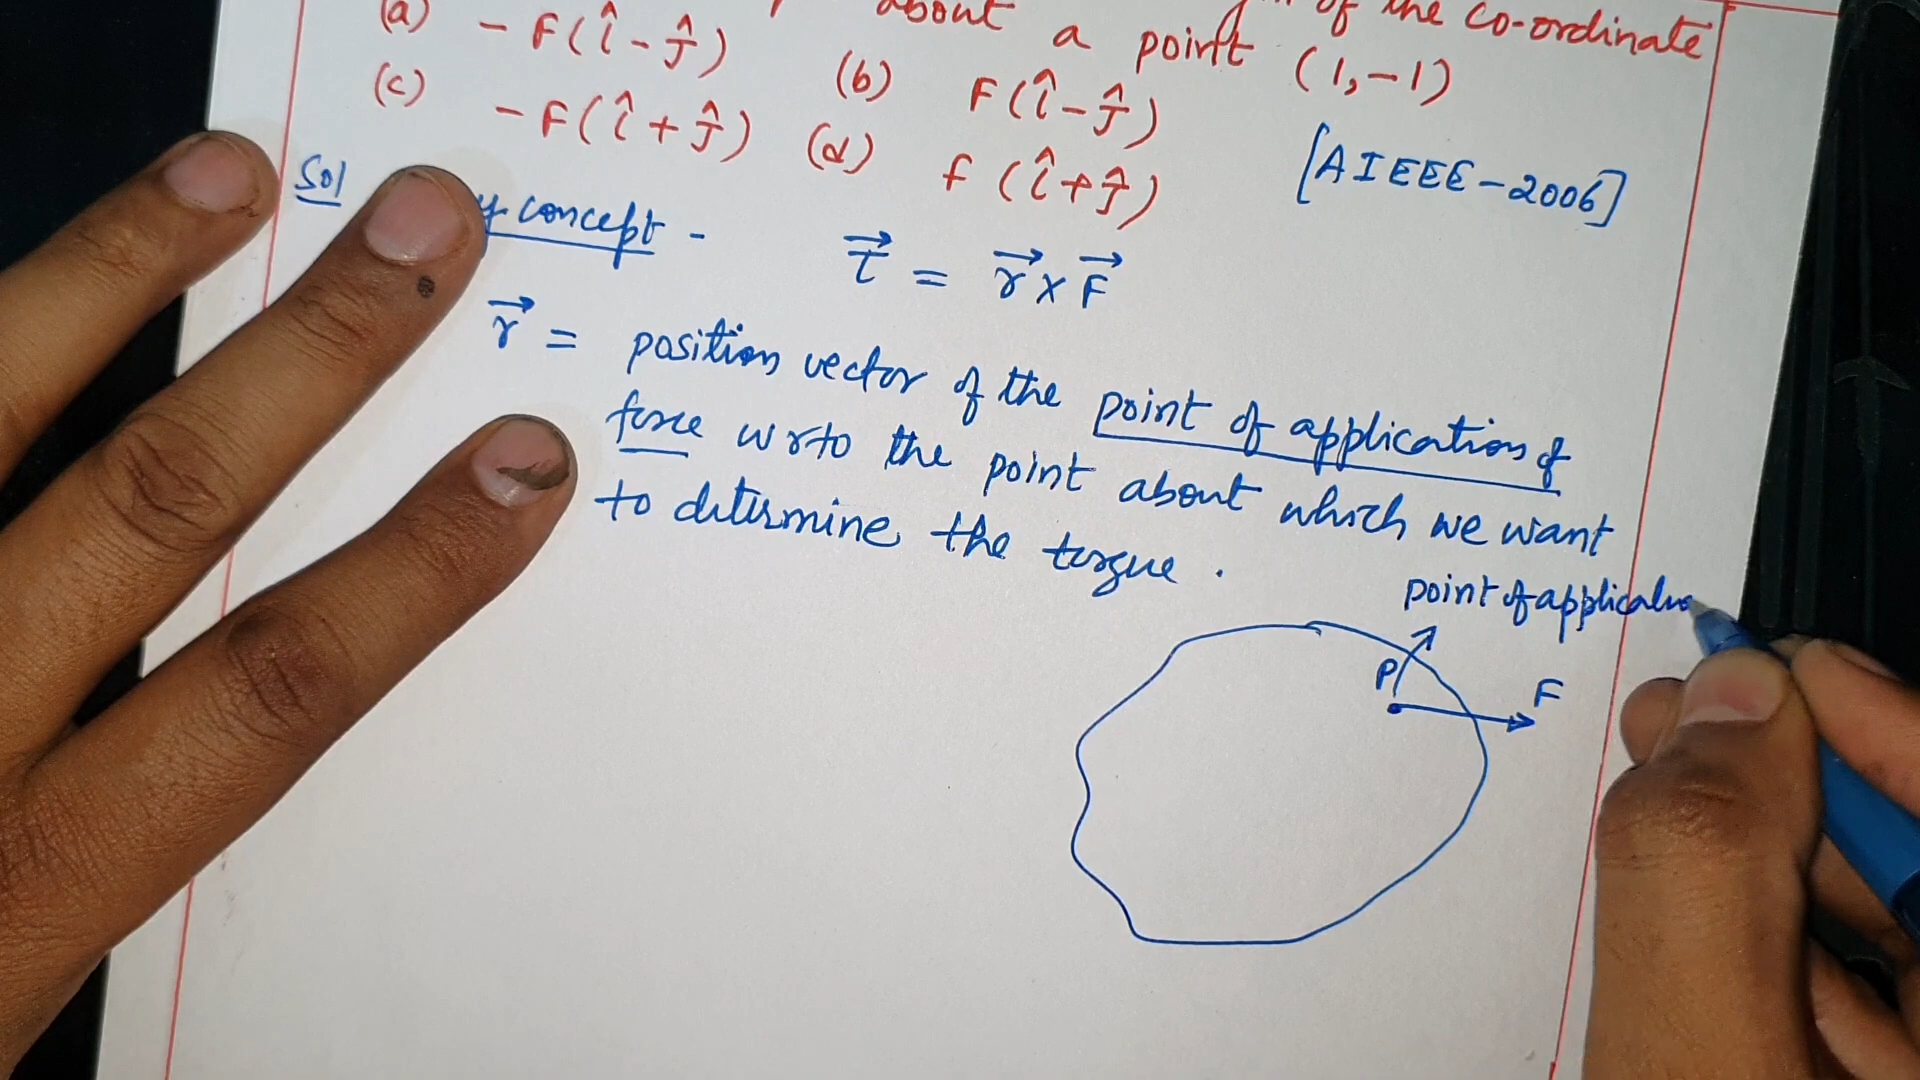 about a point of the co-ordinate
(a) - F(î - ĵ) (b) F(î - ĵ) (1, -1)
(c) - F(î + ĵ) (d) F(î + ĵ) [AIEEE - 2006]
Sol y concept - τ⃗ = r⃗ × F⃗
r⃗ = position vector of the point of application of
force w r to the point about which we want
to determine the torque .
point of applicatio
P
F